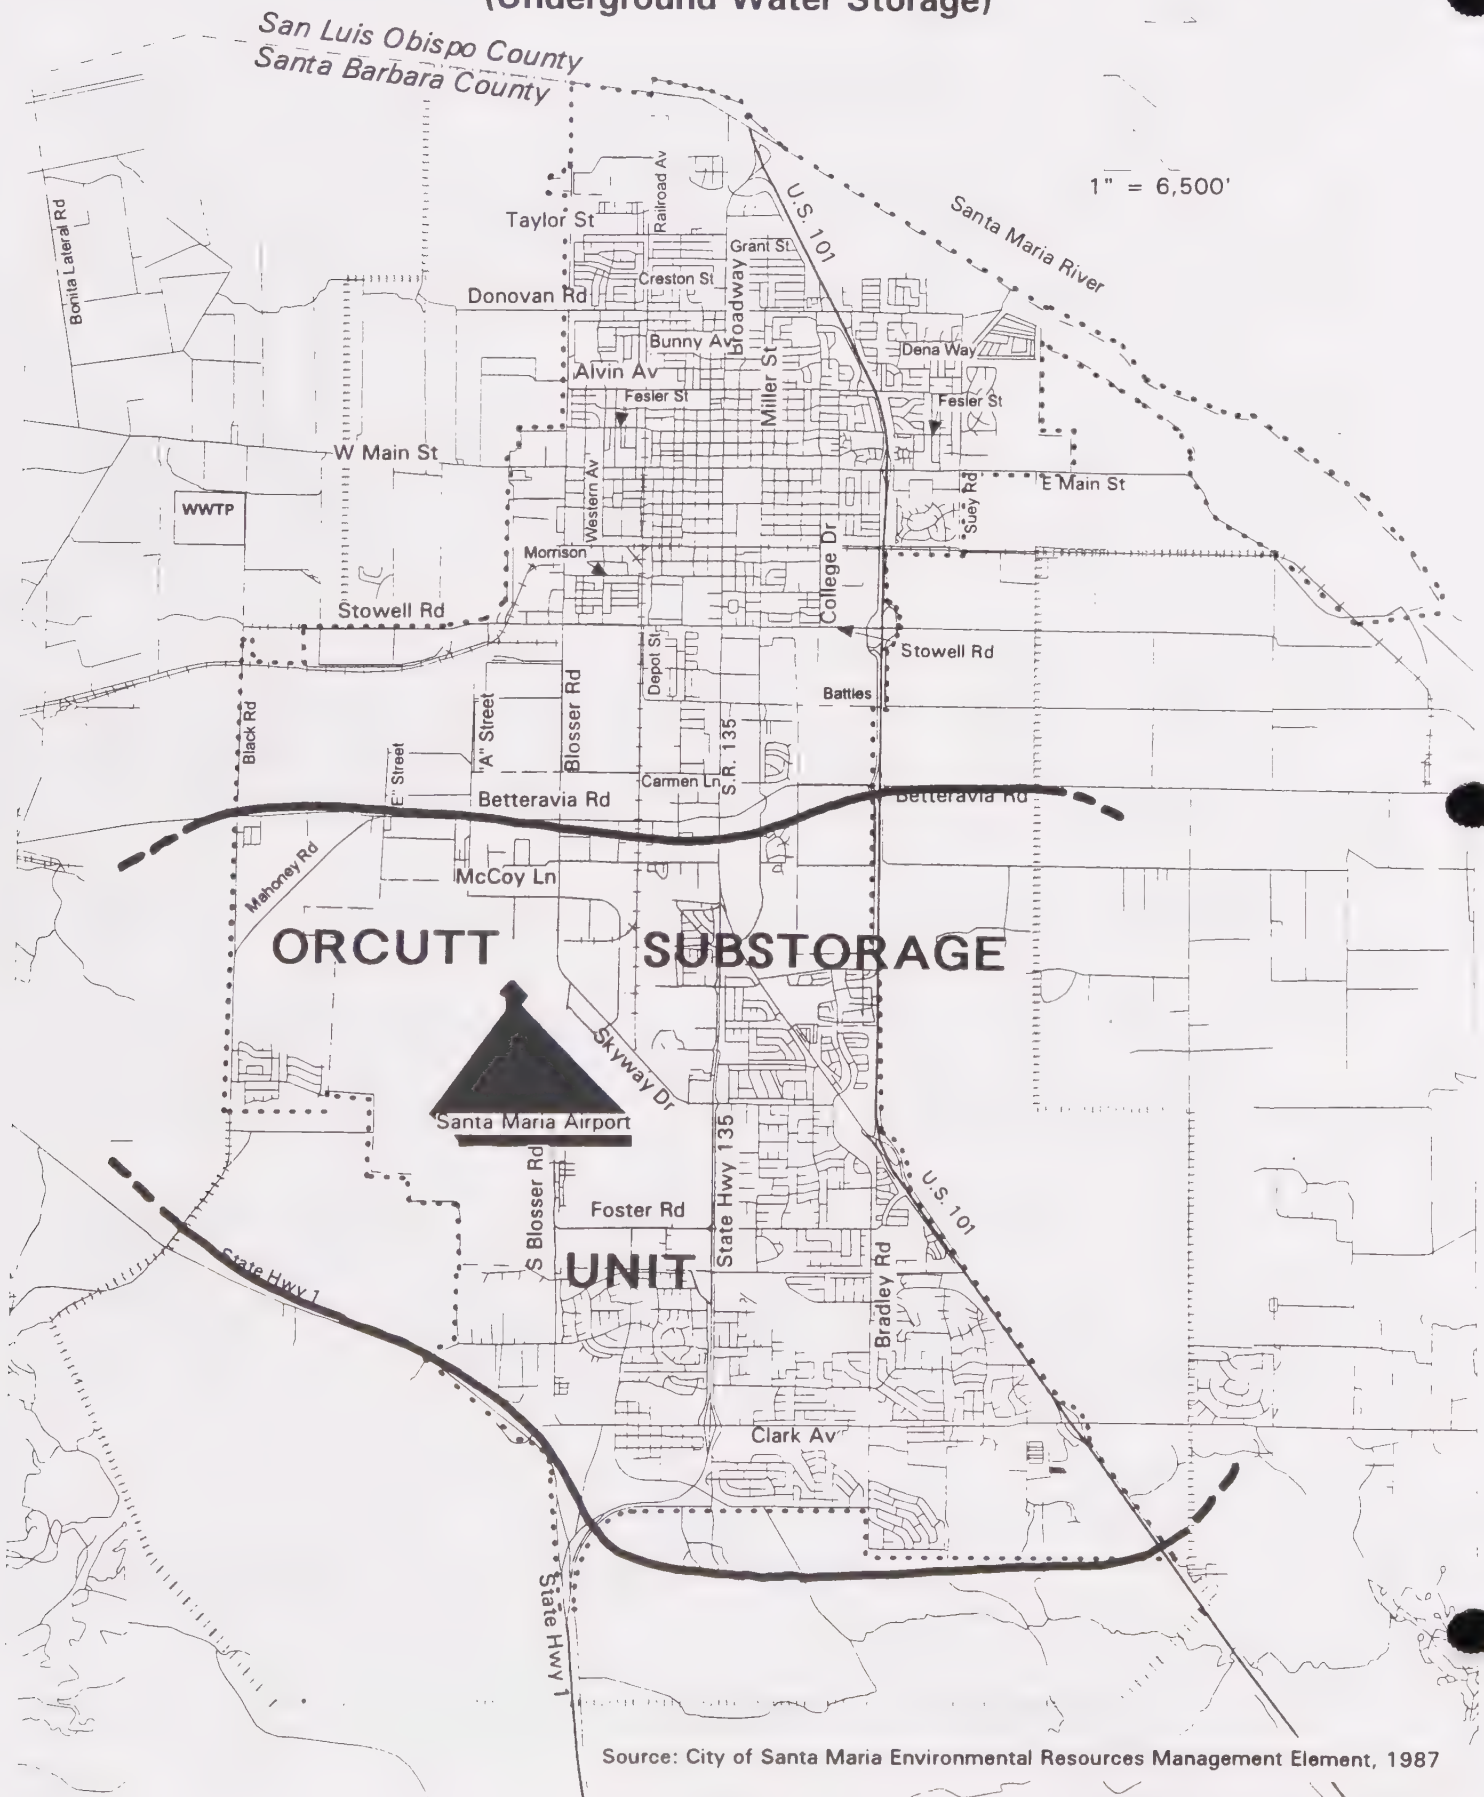 (Underground Water Storage)
San Luis Obispo County
Santa Barbara County
1" = 6,500'
Bonita Lateral Rd
Taylor St
Railroad Av
U.S. 101
Santa Maria River
Grant St
Creston St
Donovan Rd
Broadway
Bunny Av
Miller St
Dena Way
Alvin Av
Fesler St
Fesler St
W Main St
Western Av
Suey Rd
E Main St
WWTP
Morrison
College Dr
Stowell Rd
Stowell Rd
Depot St
Battles
Black Rd
"A" Street
Blosser Rd
S.R. 135
E" Street
Carmen Ln
Betteravia Rd
Betteravia Rd
Mahoney Rd
McCoy Ln
ORCUTT SUBSTORAGE
Skyway Dr
Santa Maria Airport
S Blosser Rd
State Hwy 135
Foster Rd
U.S. 101
UNIT
State Hwy 1
Bradley Rd
Clark Av
State Hwy 1
Source: City of Santa Maria Environmental Resources Management Element, 1987